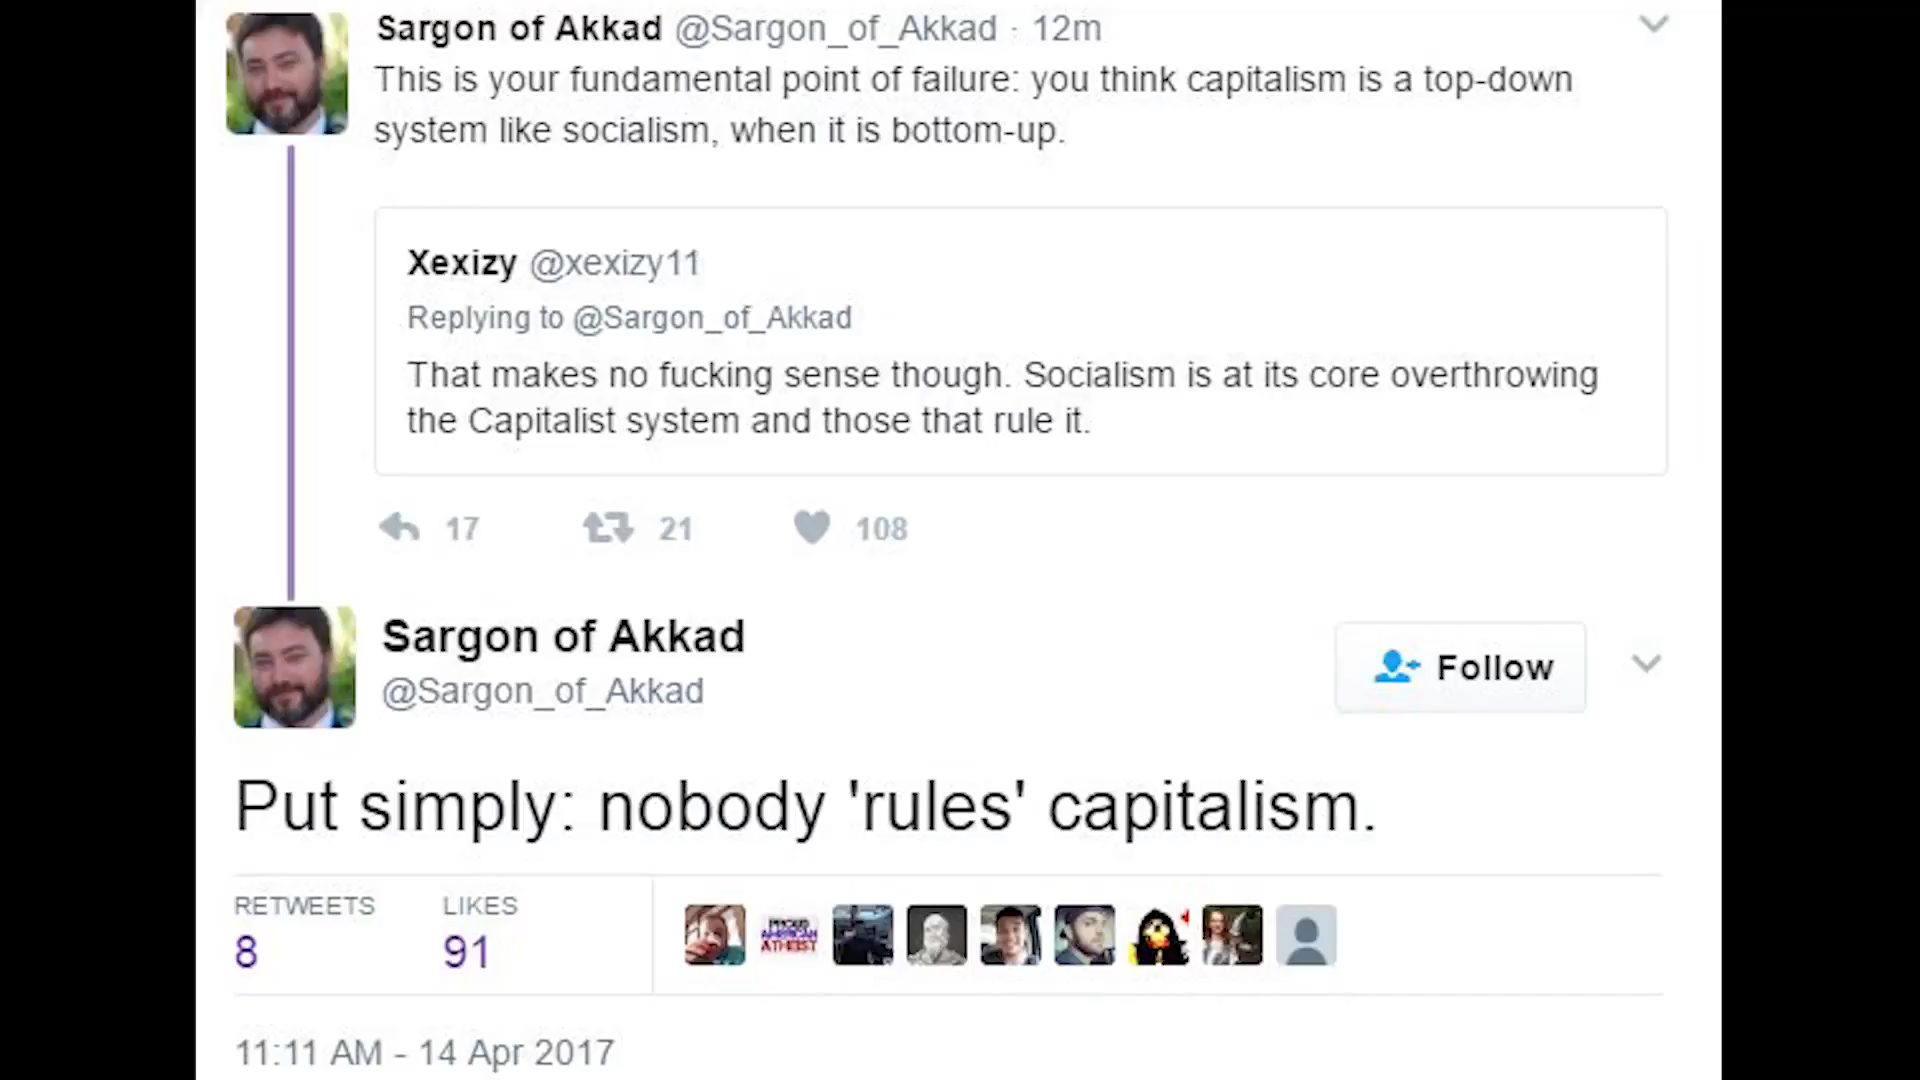 Sargon of Akkad @Sargon_of_Akkad · 12m
This is your fundamental point of failure: you think capitalism is a top-down
system like socialism, when it is bottom-up.
Xexizy @xexizy11
Replying to @Sargon_of_Akkad
That makes no fucking sense though. Socialism is at its core overthrowing
the Capitalist system and those that rule it.
17 21 108
Sargon of Akkad
@Sargon_of_Akkad
Follow
Put simply: nobody 'rules' capitalism.
RETWEETS LIKES
8 91
PROUD
AMERICAN
ATHEIST
11:11 AM - 14 Apr 2017